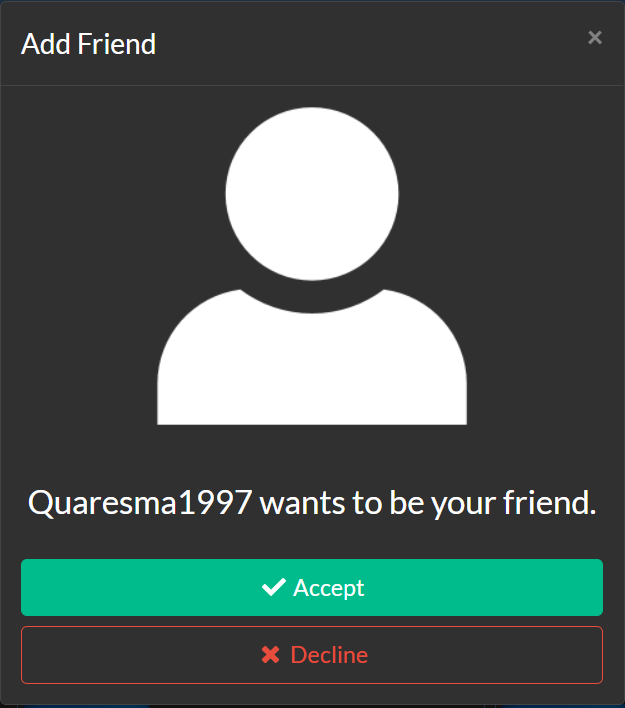 Add Friend
×
Quaresma1997 wants to be your friend.
Accept
Decline